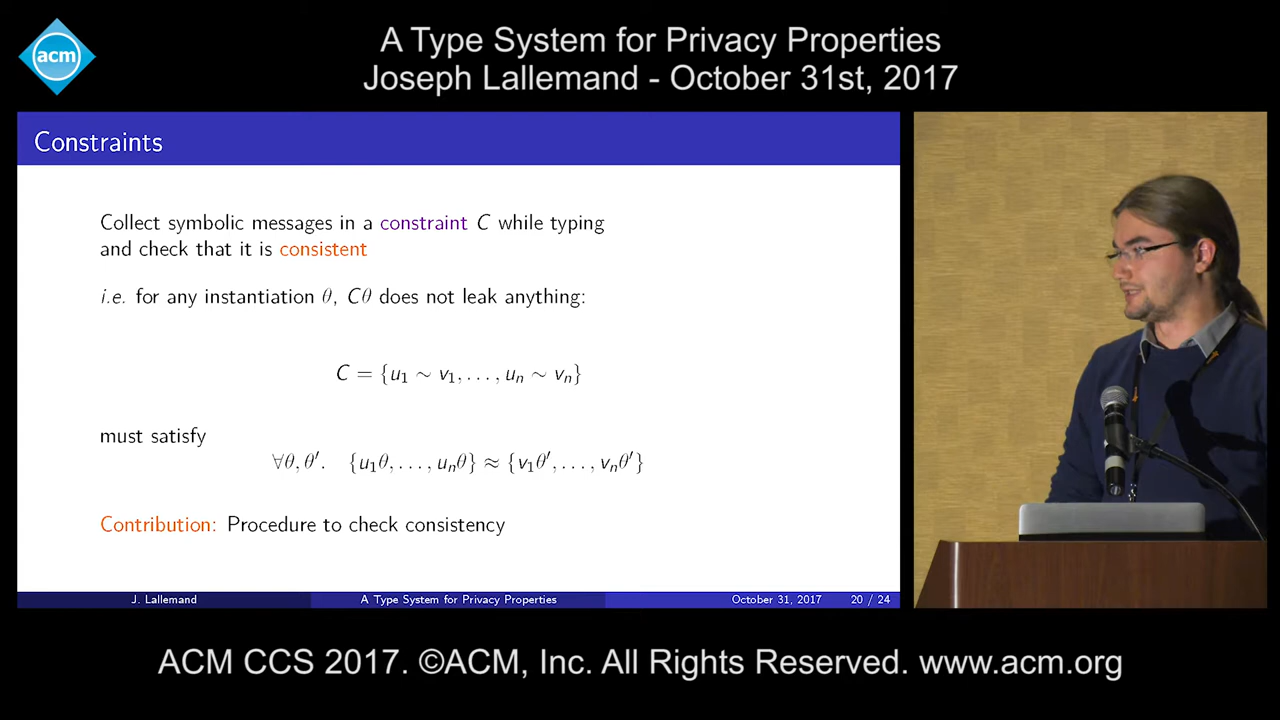 acm
A Type System for Privacy Properties
Joseph Lallemand - October 31st, 2017
Constraints
Collect symbolic messages in a constraint C while typing
and check that it is consistent
i.e. for any instantiation θ, Cθ does not leak anything:
C = {u₁ ∼ v₁, . . . , uₙ ∼ vₙ}
must satisfy
∀θ, θ′. {u₁θ, . . . , uₙθ} ≈ {v₁θ′, . . . , vₙθ′}
Contribution: Procedure to check consistency
J. Lallemand A Type System for Privacy Properties October 31, 2017 20 / 24
ACM CCS 2017. ©ACM, Inc. All Rights Reserved. www.acm.org